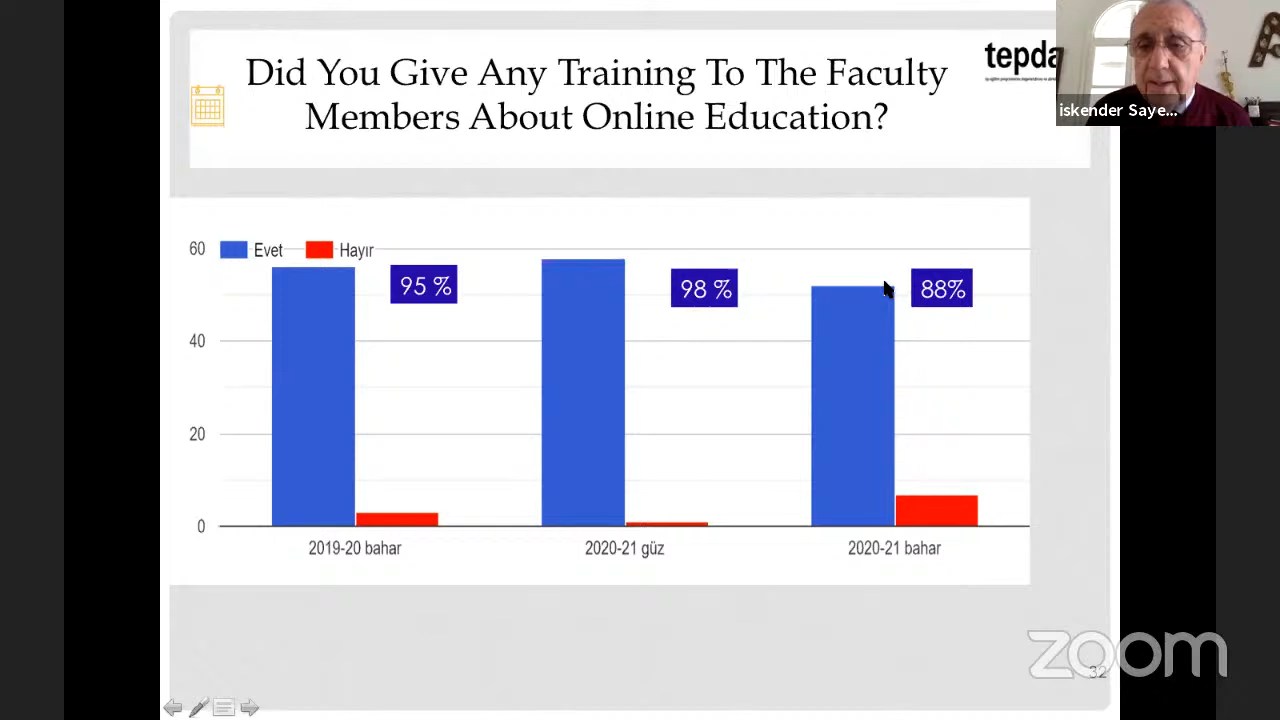 Did You Give Any Training To The Faculty
Members About Online Education?
tepda
iskender Saye...
60
Evet
Hayır
95 %
98 %
88%
40
20
0
2019-20 bahar
2020-21 güz
2020-21 bahar
zoom
32